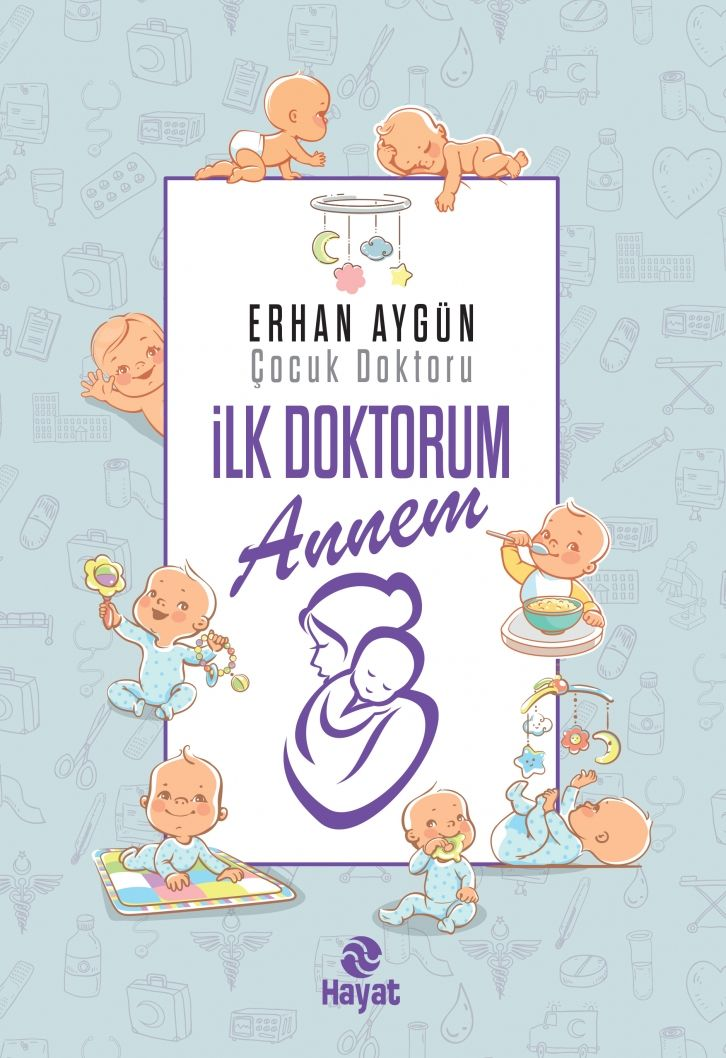 ERHAN AYGÜN
Çocuk Doktoru
İLK DOKTORUM
Annem
Hayat